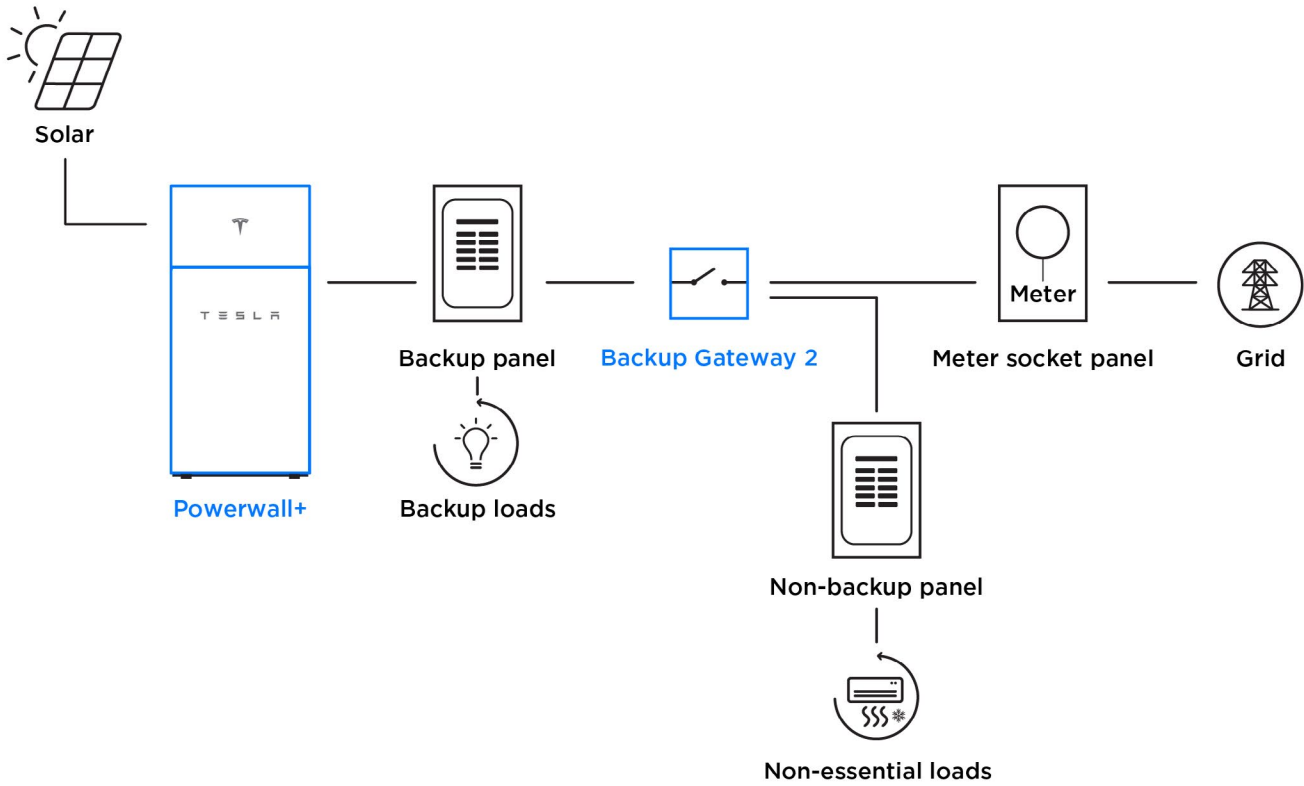 Solar
TESLA
Meter
Backup panel
Backup Gateway 2
Meter socket panel
Grid
Powerwall+
Backup loads
Non-backup panel
Non-essential loads